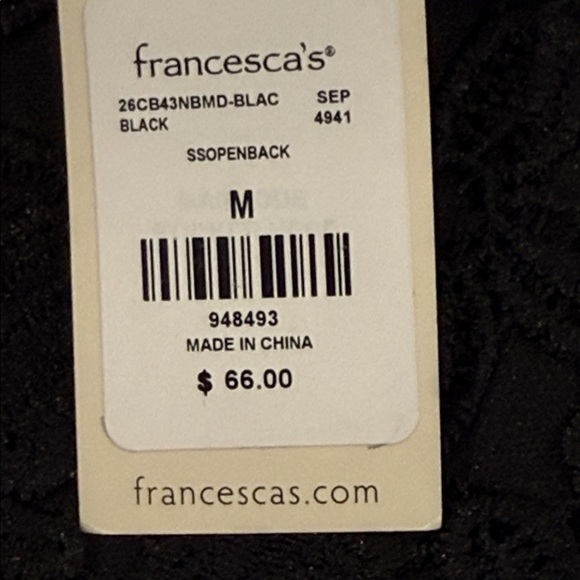 francesca's®
26CB43NBMD-BLAC SEP
BLACK 4941
SSOPENBACK
M
948493
MADE IN CHINA
$ 66.00
francescas.com